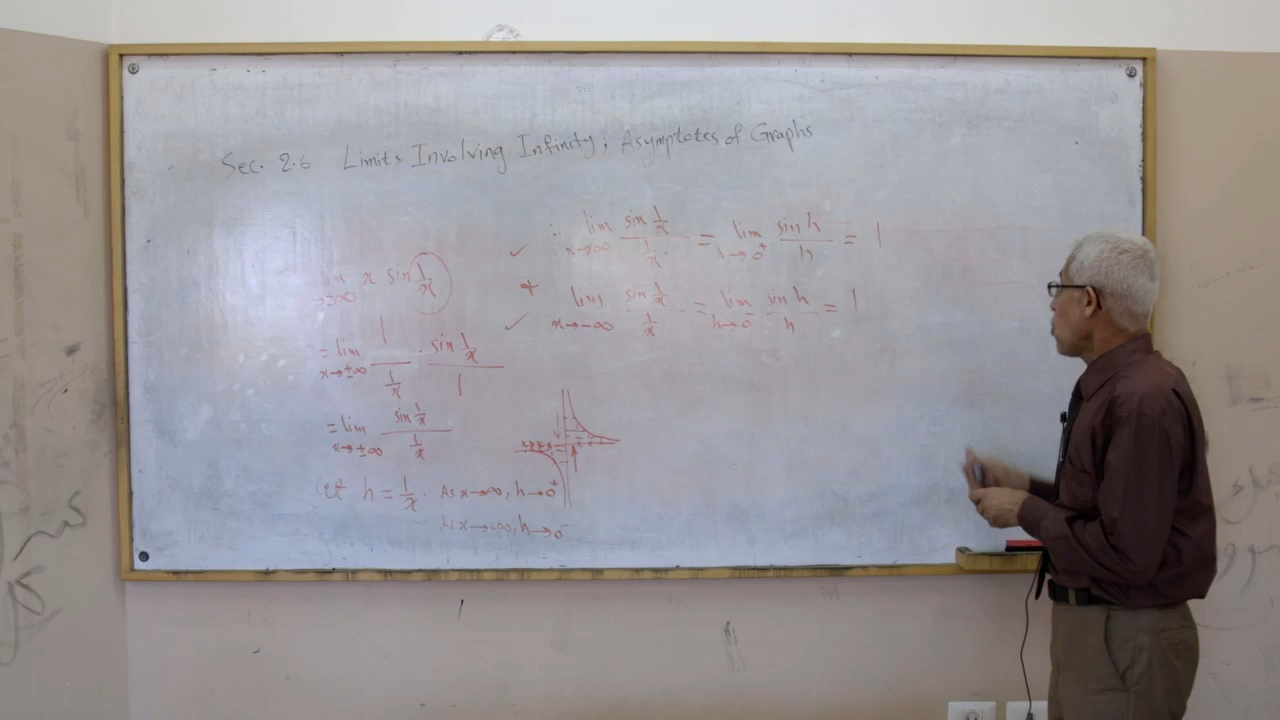 Sec. 2.6 Limits Involving Infinity; Asymptotes of Graphs
lim x→±∞ x sin 1/x
= lim x→±∞ 1/(1/x) · (sin 1/x)/1
= lim x→±∞ (sin 1/x)/(1/x)
Let h = 1/x. As x→∞, h→0⁺
As x→-∞, h→0⁻
∴ lim x→∞ (sin 1/x)/(1/x) = lim h→0⁺ (sin h)/h = 1
+ lim x→-∞ (sin 1/x)/(1/x) = lim h→0⁻ (sin h)/h = 1